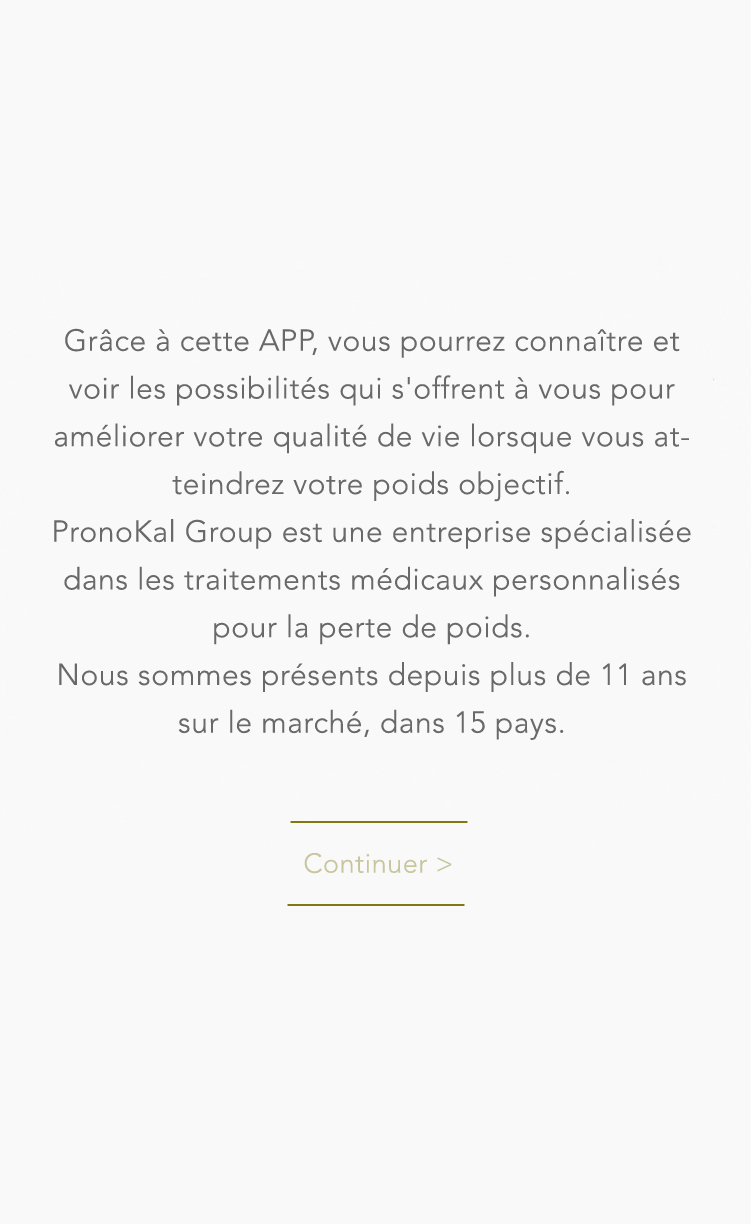 Grâce à cette APP, vous pourrez connaître et
voir les possibilités qui s'offrent à vous pour
améliorer votre qualité de vie lorsque vous at-
teindrez votre poids objectif.
PronoKal Group est une entreprise spécialisée
dans les traitements médicaux personnalisés
pour la perte de poids.
Nous sommes présents depuis plus de 11 ans
sur le marché, dans 15 pays.
Continuer >